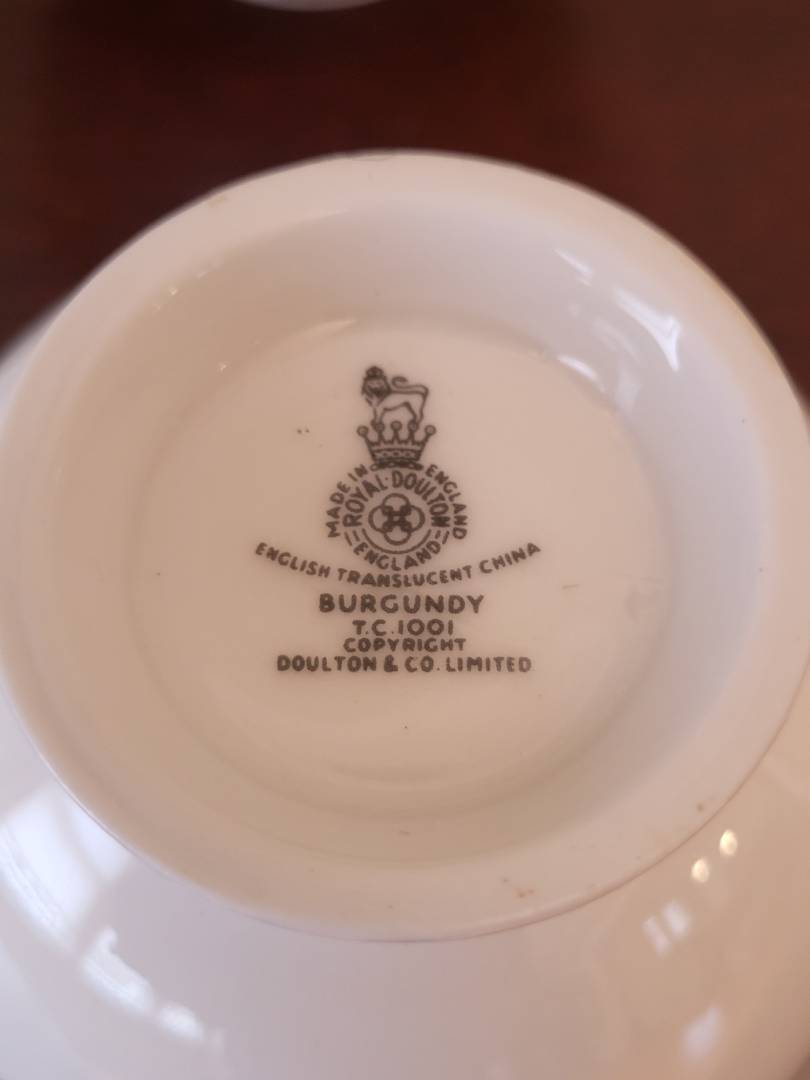 MADE IN ENGLAND
ROYAL·DOULTON
ENGLAND
ENGLISH TRANSLUCENT CHINA
BURGUNDY
T.C.1001
COPYRIGHT
DOULTON & CO. LIMITED